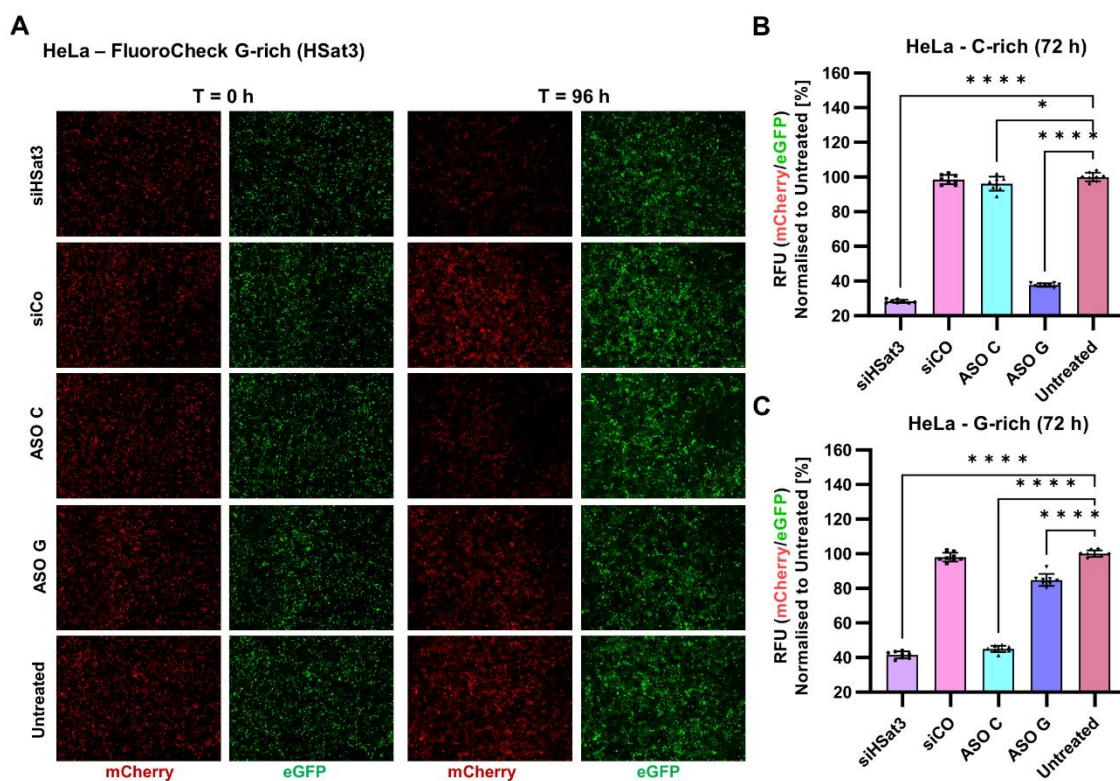 A
HeLa – FluoroCheck G-rich (HSat3)
T = 0 h
T = 96 h
siHSat3
siCo
ASO C
ASO G
Untreated
mCherry
eGFP
mCherry
eGFP
B
HeLa - C-rich (72 h)
RFU (mCherry/eGFP)
Normalised to Untreated [%]
160
140
120
100
80
60
40
20
* * * *
*
* * * *
siHSat3
siCO
ASO C
ASO G
Untreated
C
HeLa - G-rich (72 h)
RFU (mCherry/eGFP)
Normalised to Untreated [%]
160
140
120
100
80
60
40
20
* * * *
* * * *
* * * *
siHSat3
siCO
ASO C
ASO G
Untreated